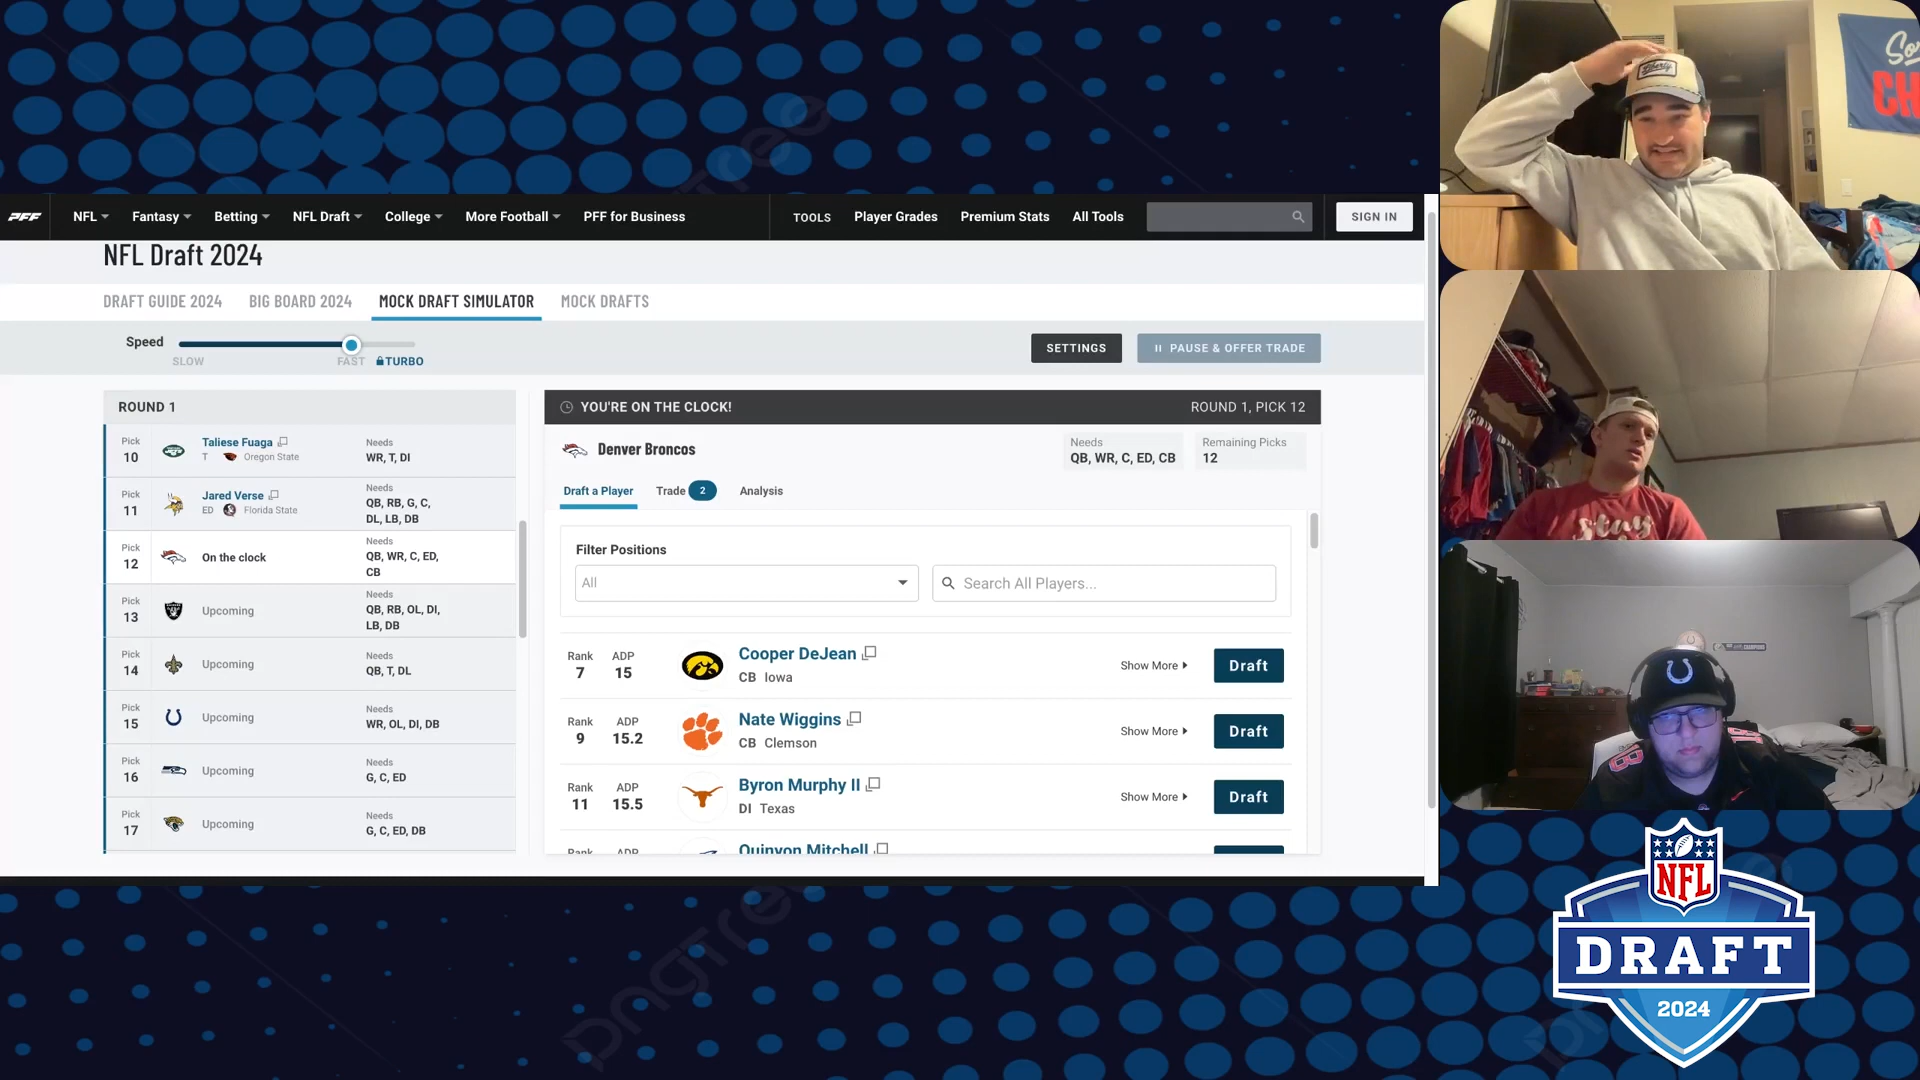 PFF
NFL Fantasy Betting NFL Draft College More Football PFF for Business TOOLS Player Grades Premium Stats All Tools SIGN IN
NFL Draft 2024
DRAFT GUIDE 2024 BIG BOARD 2024 MOCK DRAFT SIMULATOR MOCK DRAFTS
Speed
SLOW FAST TURBO
SETTINGS PAUSE & OFFER TRADE
ROUND 1
Pick 10
Taliese Fuaga
T Oregon State
Needs
WR, T, DI
Pick 11
Jared Verse
ED Florida State
Needs
QB, RB, G, C,
DL, LB, DB
Pick 12
On the clock
Needs
QB, WR, C, ED,
CB
Pick 13
Upcoming
Needs
QB, RB, OL, DI,
LB, DB
Pick 14
Upcoming
Needs
QB, T, DL
Pick 15
Upcoming
Needs
WR, OL, DI, DB
Pick 16
Upcoming
Needs
G, C, ED
Pick 17
Upcoming
Needs
G, C, ED, DB
YOU'RE ON THE CLOCK! ROUND 1, PICK 12
Denver Broncos
Needs
QB, WR, C, ED, CB
Remaining Picks
12
Draft a Player Trade 2 Analysis
Filter Positions
All
Search All Players...
Rank 7
ADP 15
Cooper DeJean
CB Iowa
Show More Draft
Rank 9
ADP 15.2
Nate Wiggins
CB Clemson
Show More Draft
Rank 11
ADP 15.5
Byron Murphy II
DI Texas
Show More Draft
Rank ADP
Quinyon Mitchell
Liberty
Stay
NFL
DRAFT
2024
pngtree